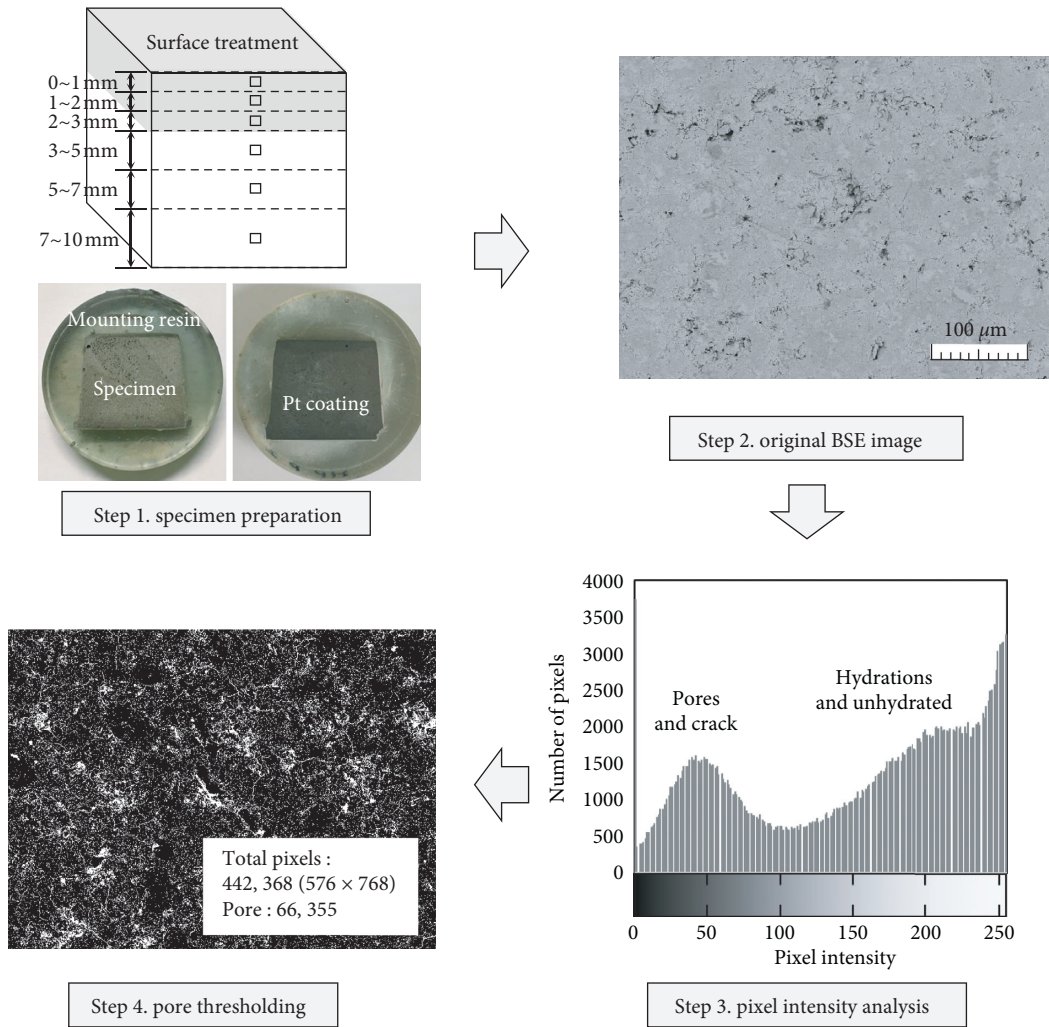 Surface treatment
0~1 mm
1~2 mm
2~3 mm
3~5 mm
5~7 mm
7~10 mm
Mounting resin
Specimen
Pt coating
Step 1. specimen preparation
100 µm
Step 2. original BSE image
4000
3500
3000
2500
2000
1500
1000
500
0
Number of pixels
Pores
and crack
Hydrations
and unhydrated
0
50
100
150
200
250
Pixel intensity
Step 3. pixel intensity analysis
Total pixels :
442, 368 (576 × 768)
Pore : 66, 355
Step 4. pore thresholding